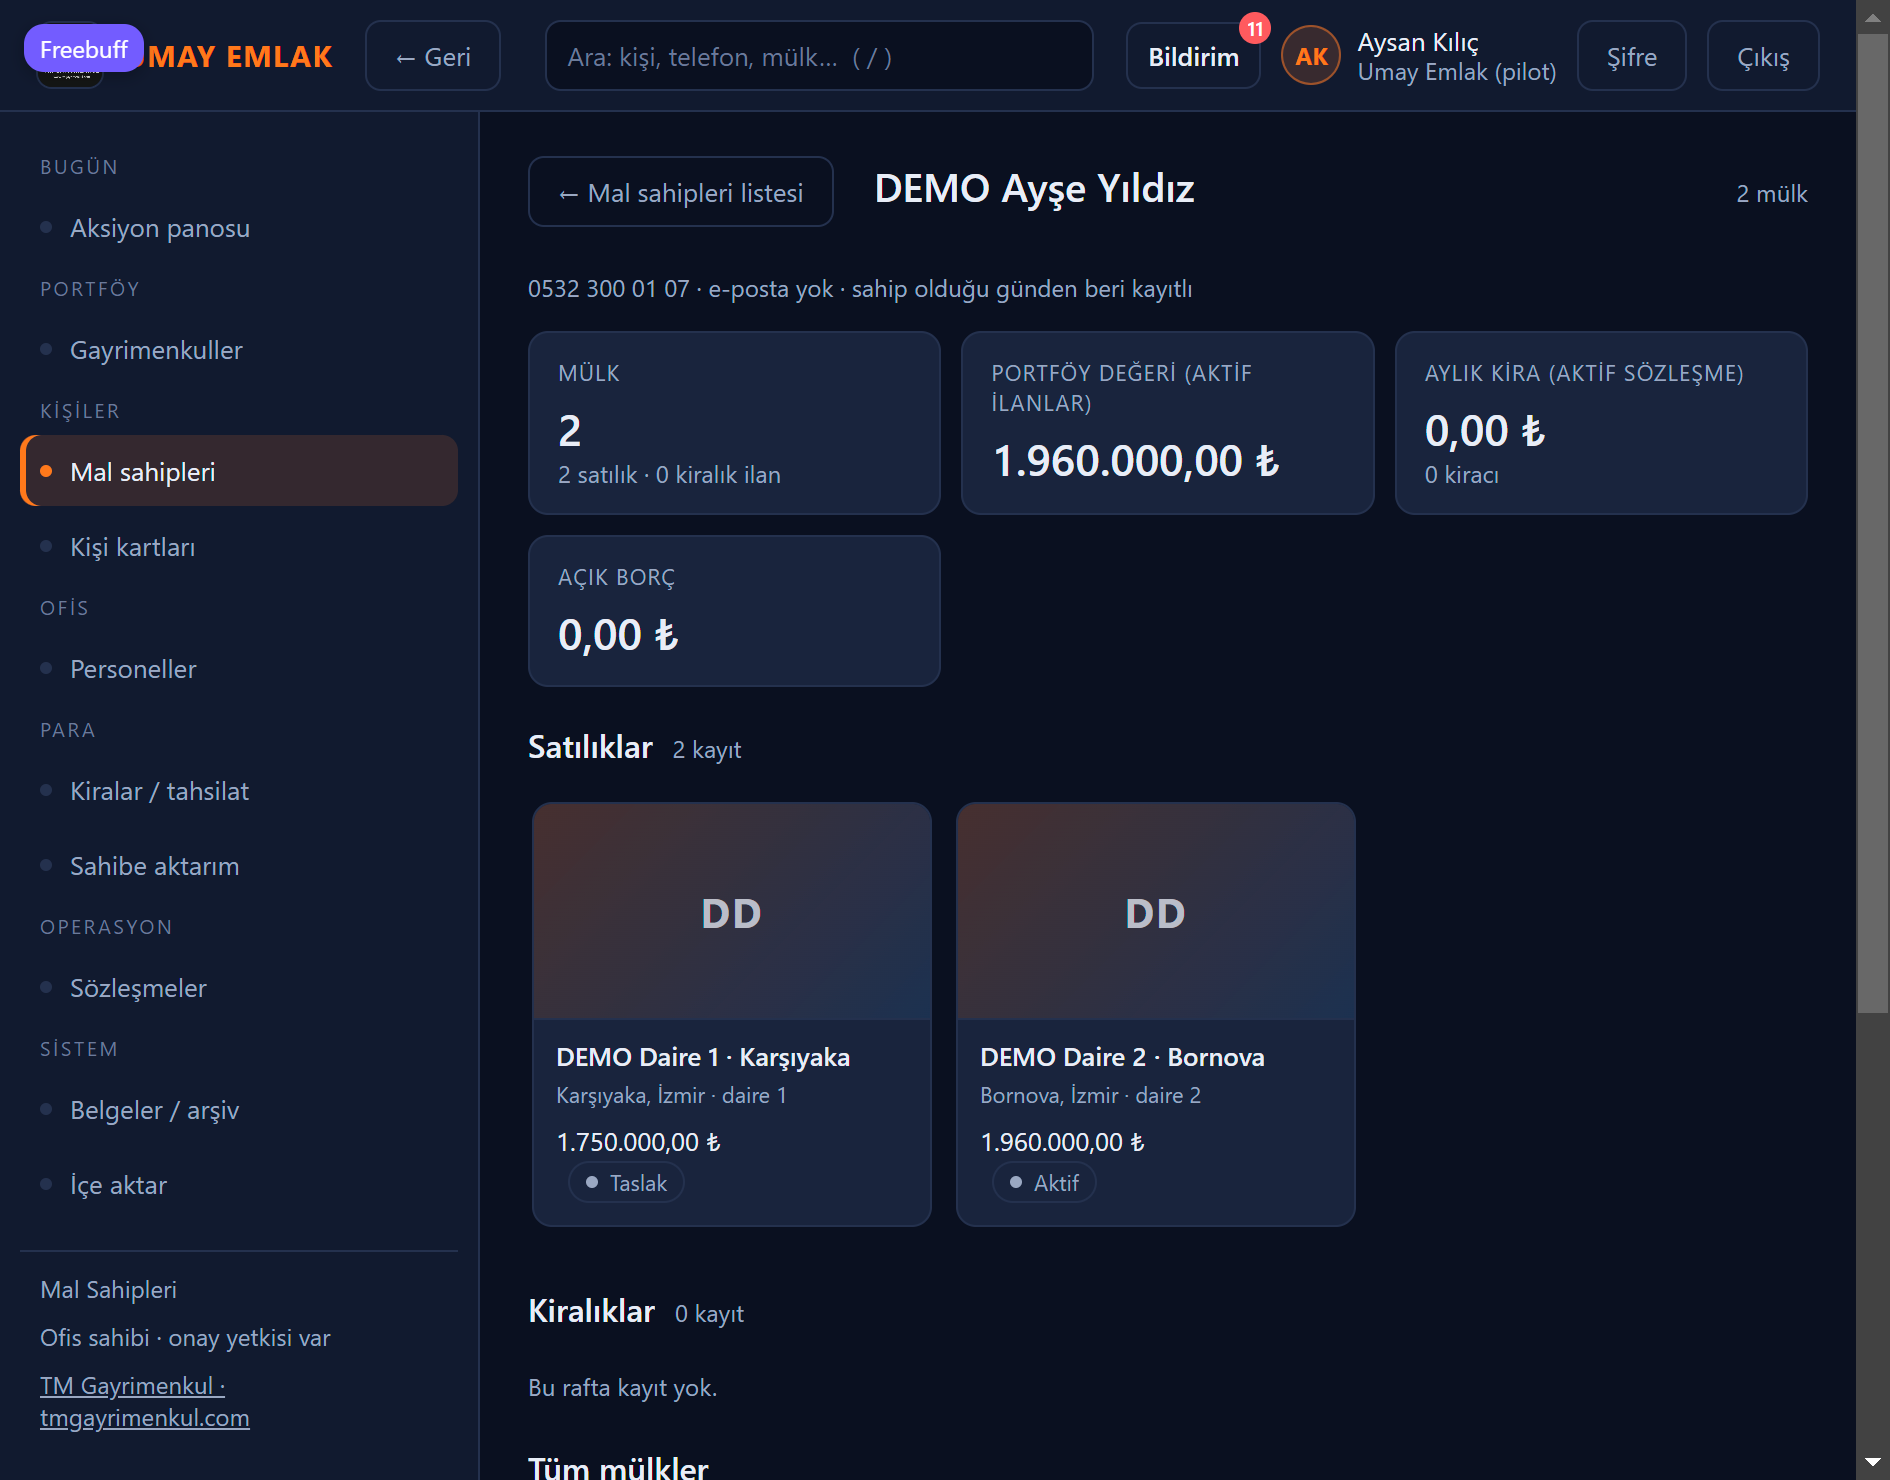 Freebuff
MAY EMLAK
← Geri
Ara: kişi, telefon, mülk... ( / )
Bildirim
11
AK
Aysan Kılıç
Umay Emlak (pilot)
Şifre
Çıkış
BUGÜN
Aksiyon panosu
PORTFÖY
Gayrimenkuller
KİŞİLER
Mal sahipleri
Kişi kartları
OFİS
Personeller
PARA
Kiralar / tahsilat
Sahibe aktarım
OPERASYON
Sözleşmeler
SİSTEM
Belgeler / arşiv
İçe aktar
Mal Sahipleri
Ofis sahibi · onay yetkisi var
TM Gayrimenkul ·
tmgayrimenkul.com
← Mal sahipleri listesi
DEMO Ayşe Yıldız
2 mülk
0532 300 01 07 · e-posta yok · sahip olduğu günden beri kayıtlı
MÜLK
2
2 satılık · 0 kiralık ilan
PORTFÖY DEĞERİ (AKTİF
İLANLAR)
1.960.000,00 ₺
AYLIK KİRA (AKTİF SÖZLEŞME)
0,00 ₺
0 kiracı
AÇIK BORÇ
0,00 ₺
Satılıklar 2 kayıt
DD
DEMO Daire 1 · Karşıyaka
Karşıyaka, İzmir · daire 1
1.750.000,00 ₺
Taslak
DD
DEMO Daire 2 · Bornova
Bornova, İzmir · daire 2
1.960.000,00 ₺
Aktif
Kiralıklar 0 kayıt
Bu rafta kayıt yok.
Tüm mülkler